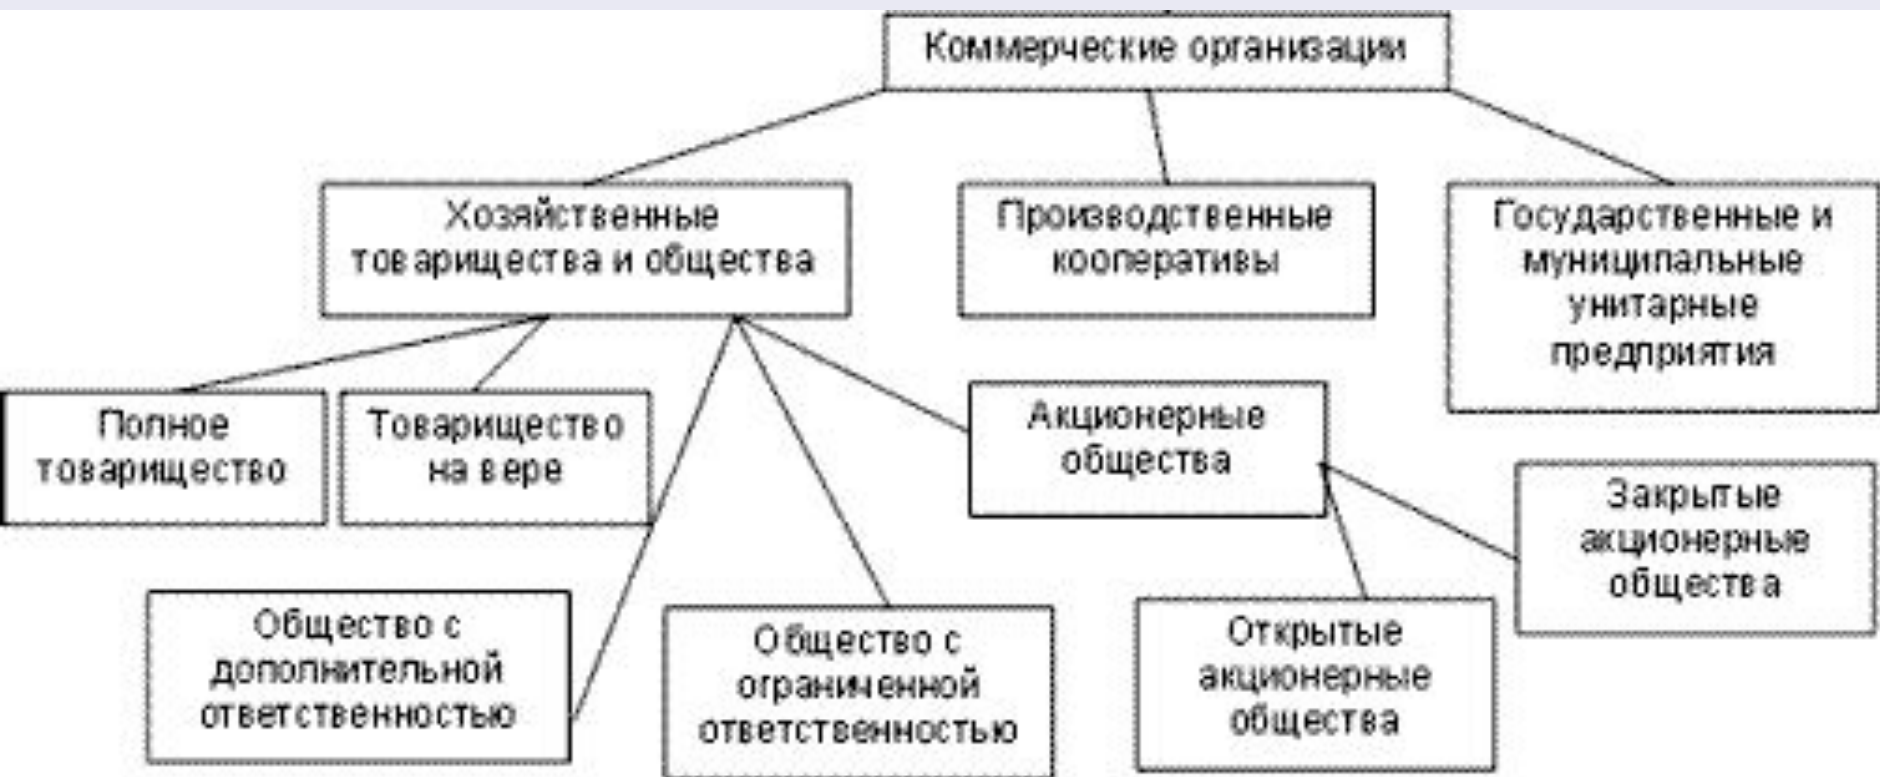 Коммерческие организации
Хозяйственные
товарищества и общества
Производственные
кооперативы
Государственные и
муниципальные
унитарные
предприятия
Полное
товарищество
Товарищество
на вере
Акционерные
общества
Закрытые
акционерные
общества
Общество с
дополнительной
ответственностью
Общество с
ограниченной
ответственностью
Открытые
акционерные
общества